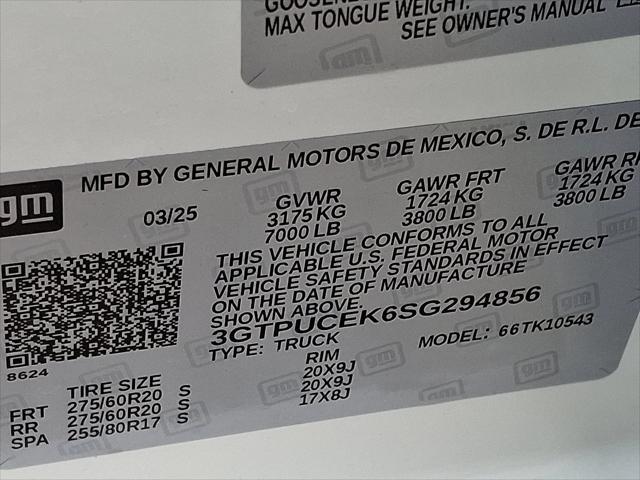 MAX TONGUE WEIGHT:
SEE OWNER'S MANUAL
MFD BY GENERAL MOTORS DE MEXICO, S. DE R.L. DE
gm
03/25 GVWR GAWR FRT GAWR
3175 KG 1724 KG 1724 KG
7000 LB 3800 LB 3800 LB
THIS VEHICLE CONFORMS TO ALL
APPLICABLE U.S. FEDERAL MOTOR
VEHICLE SAFETY STANDARDS IN EFFECT
ON THE DATE OF MANUFACTURE
SHOWN ABOVE.
3GTPUCEK6SG294856
TYPE: TRUCK MODEL: 66TK10543
8624
TIRE SIZE RIM
FRT 275/60R20 S 20X9J
RR 275/60R20 S 20X9J
SPA 255/80R17 S 17X8J